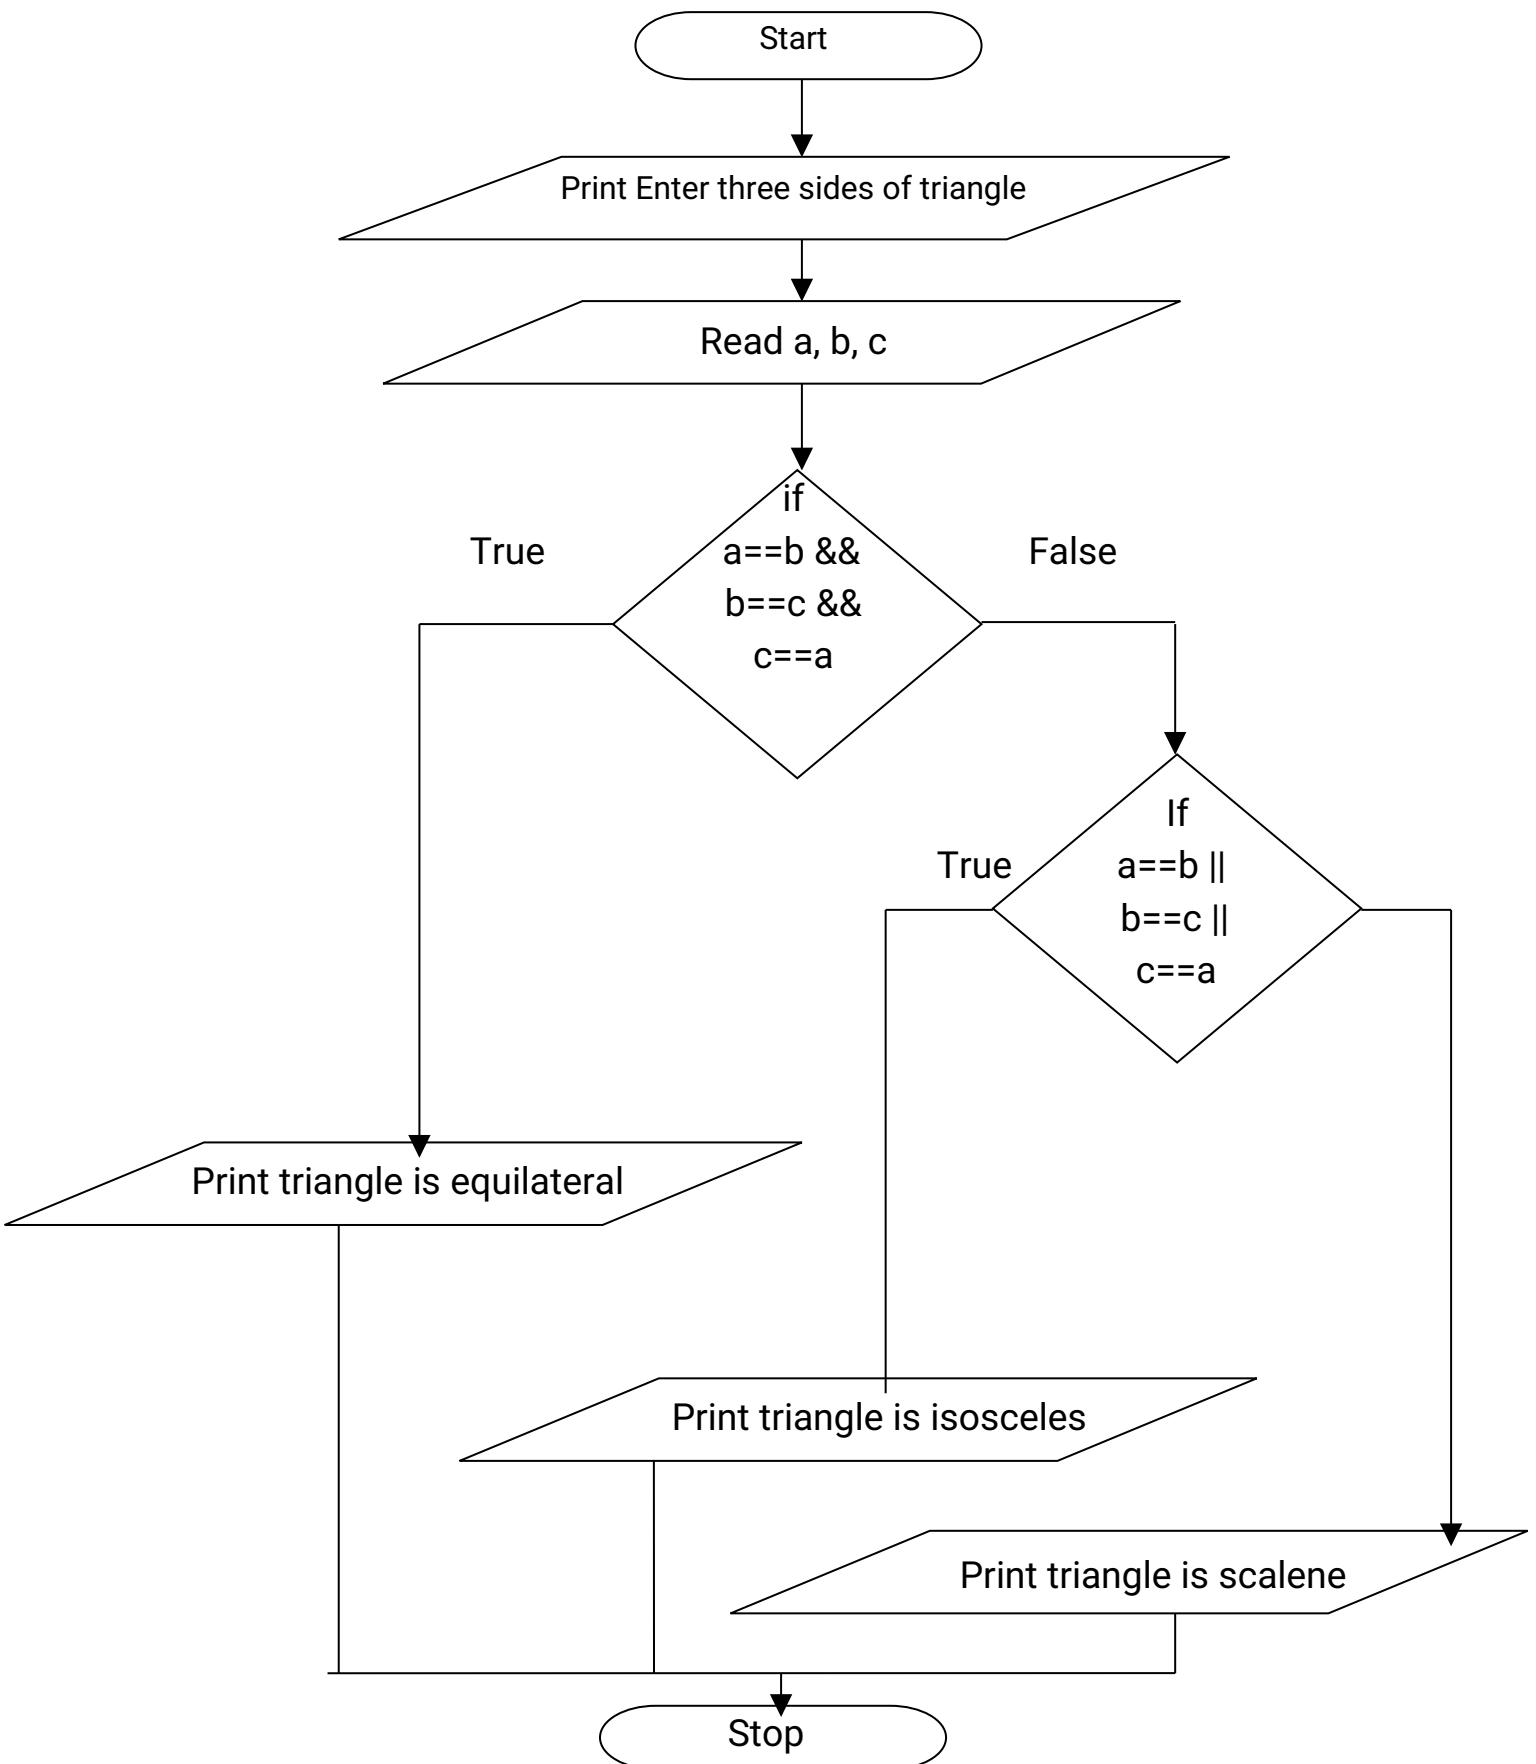 Start
Print Enter three sides of triangle
Read a, b, c
if
a==b &&
b==c &&
c==a
True
False
If
a==b ||
b==c ||
c==a
True
Print triangle is equilateral
Print triangle is isosceles
Print triangle is scalene
Stop